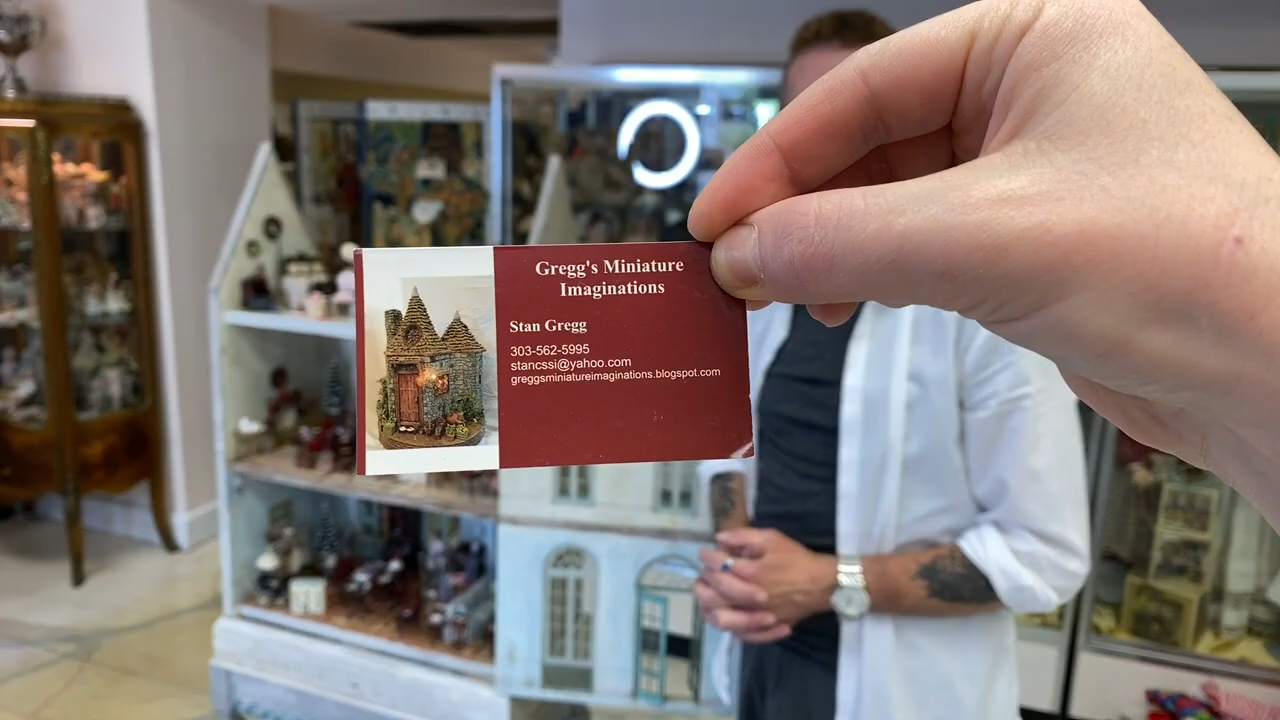 Gregg's Miniature
Imaginations
Stan Gregg
303-562-5995
stancssi@yahoo.com
greggsminiatureimaginations.blogspot.com